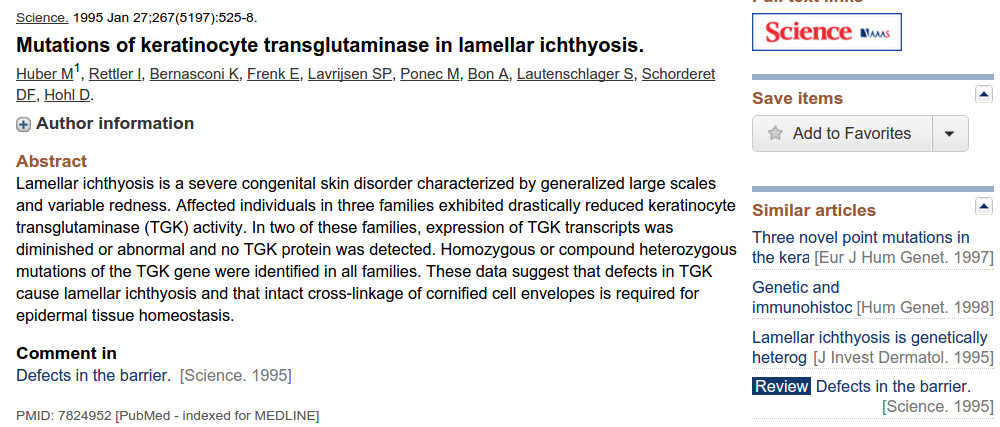 Science. 1995 Jan 27;267(5197):525-8.
Mutations of keratinocyte transglutaminase in lamellar ichthyosis.
Huber M1, Rettler I, Bernasconi K, Frenk E, Lavrijsen SP, Ponec M, Bon A, Lautenschlager S, Schorderet
DF, Hohl D.
Author information
Abstract
Lamellar ichthyosis is a severe congenital skin disorder characterized by generalized large scales
and variable redness. Affected individuals in three families exhibited drastically reduced keratinocyte
transglutaminase (TGK) activity. In two of these families, expression of TGK transcripts was
diminished or abnormal and no TGK protein was detected. Homozygous or compound heterozygous
mutations of the TGK gene were identified in all families. These data suggest that defects in TGK
cause lamellar ichthyosis and that intact cross-linkage of cornified cell envelopes is required for
epidermal tissue homeostasis.
Comment in
Defects in the barrier. [Science. 1995]
PMID: 7824952 [PubMed - indexed for MEDLINE]
Full text links
Science AAAS
Save items
Add to Favorites
Similar articles
Three novel point mutations in
the kera [Eur J Hum Genet. 1997]
Genetic and
immunohistoc [Hum Genet. 1998]
Lamellar ichthyosis is genetically
heterog [J Invest Dermatol. 1995]
Review Defects in the barrier.
[Science. 1995]